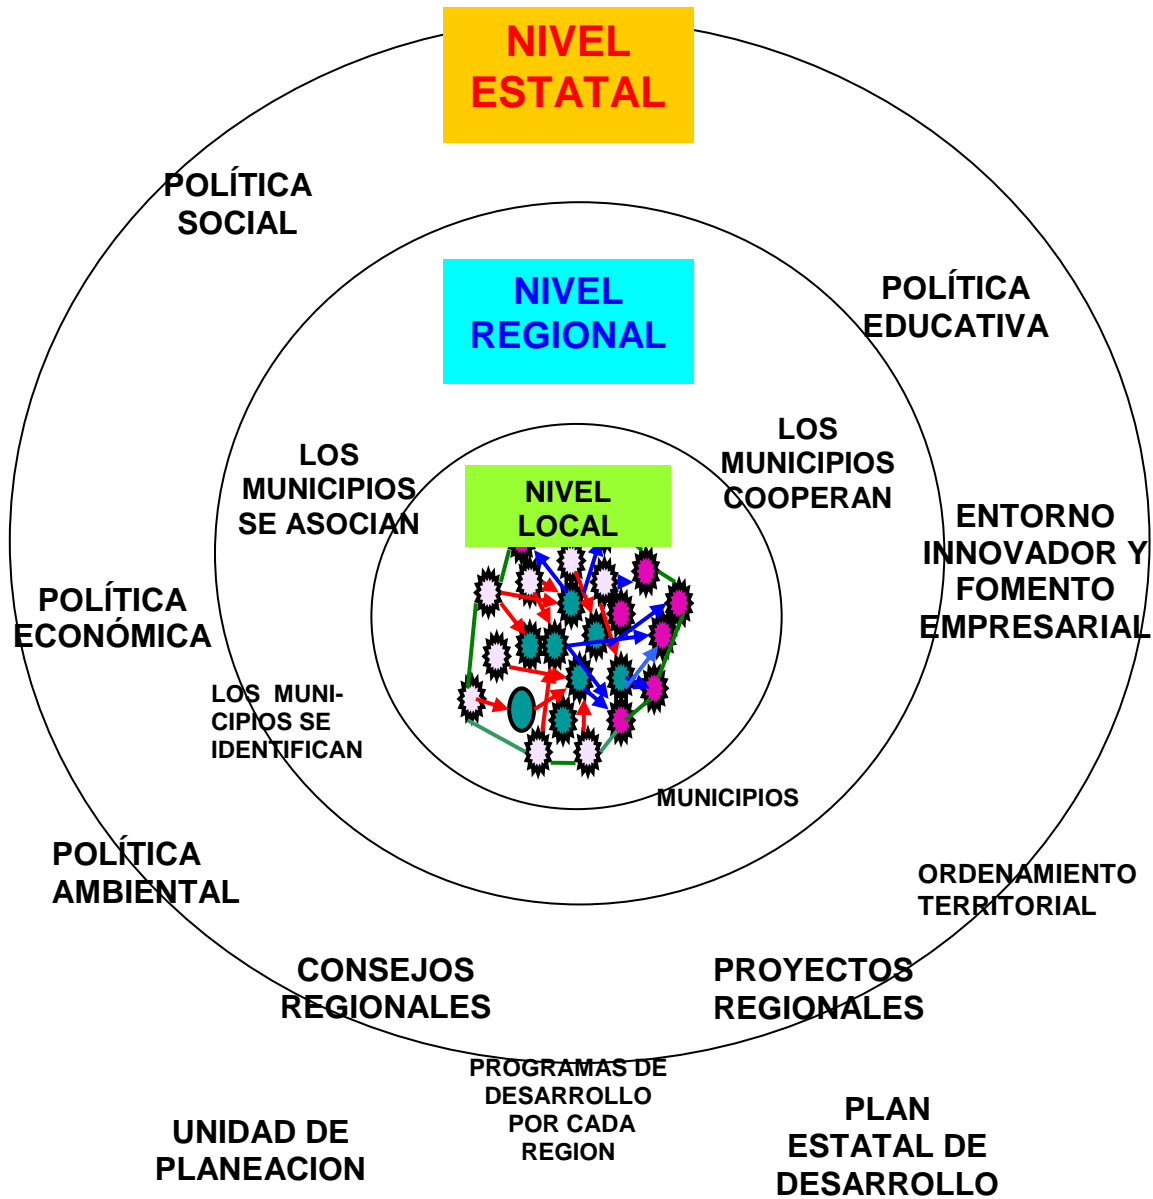 NIVEL
ESTATAL
POLÍTICA
SOCIAL
NIVEL
REGIONAL
POLÍTICA
EDUCATIVA
LOS
MUNICIPIOS
SE ASOCIAN
LOS
MUNICIPIOS
COOPERAN
NIVEL
LOCAL
ENTORNO
INNOVADOR Y
FOMENTO
EMPRESARIAL
POLÍTICA
ECONÓMICA
LOS MUNI-
CIPIOS SE
IDENTIFICAN
MUNICIPIOS
POLÍTICA
AMBIENTAL
ORDENAMIENTO
TERRITORIAL
CONSEJOS
REGIONALES
PROYECTOS
REGIONALES
PROGRAMAS DE
DESARROLLO
POR CADA
REGION
UNIDAD DE
PLANEACION
PLAN
ESTATAL DE
DESARROLLO